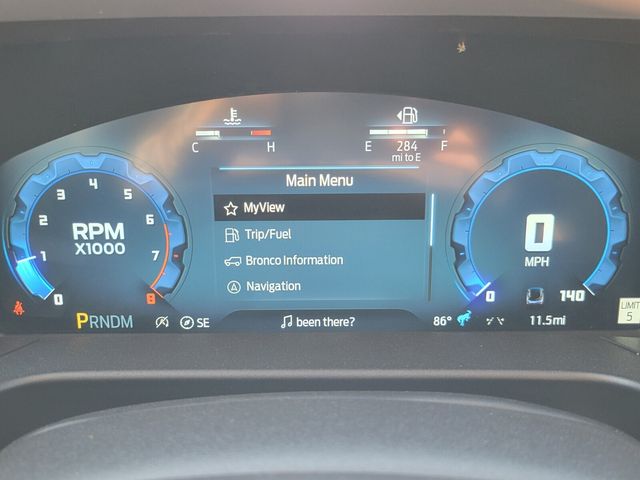 C H
E 284 F
mi to E
Main Menu
MyView
Trip/Fuel
Bronco Information
Navigation
1 2 3 4 5 6 7
RPM
X1000
0 8
0
MPH
0 140
PRNDM
SE
been there?
86°
11.5mi
LIMIT
5